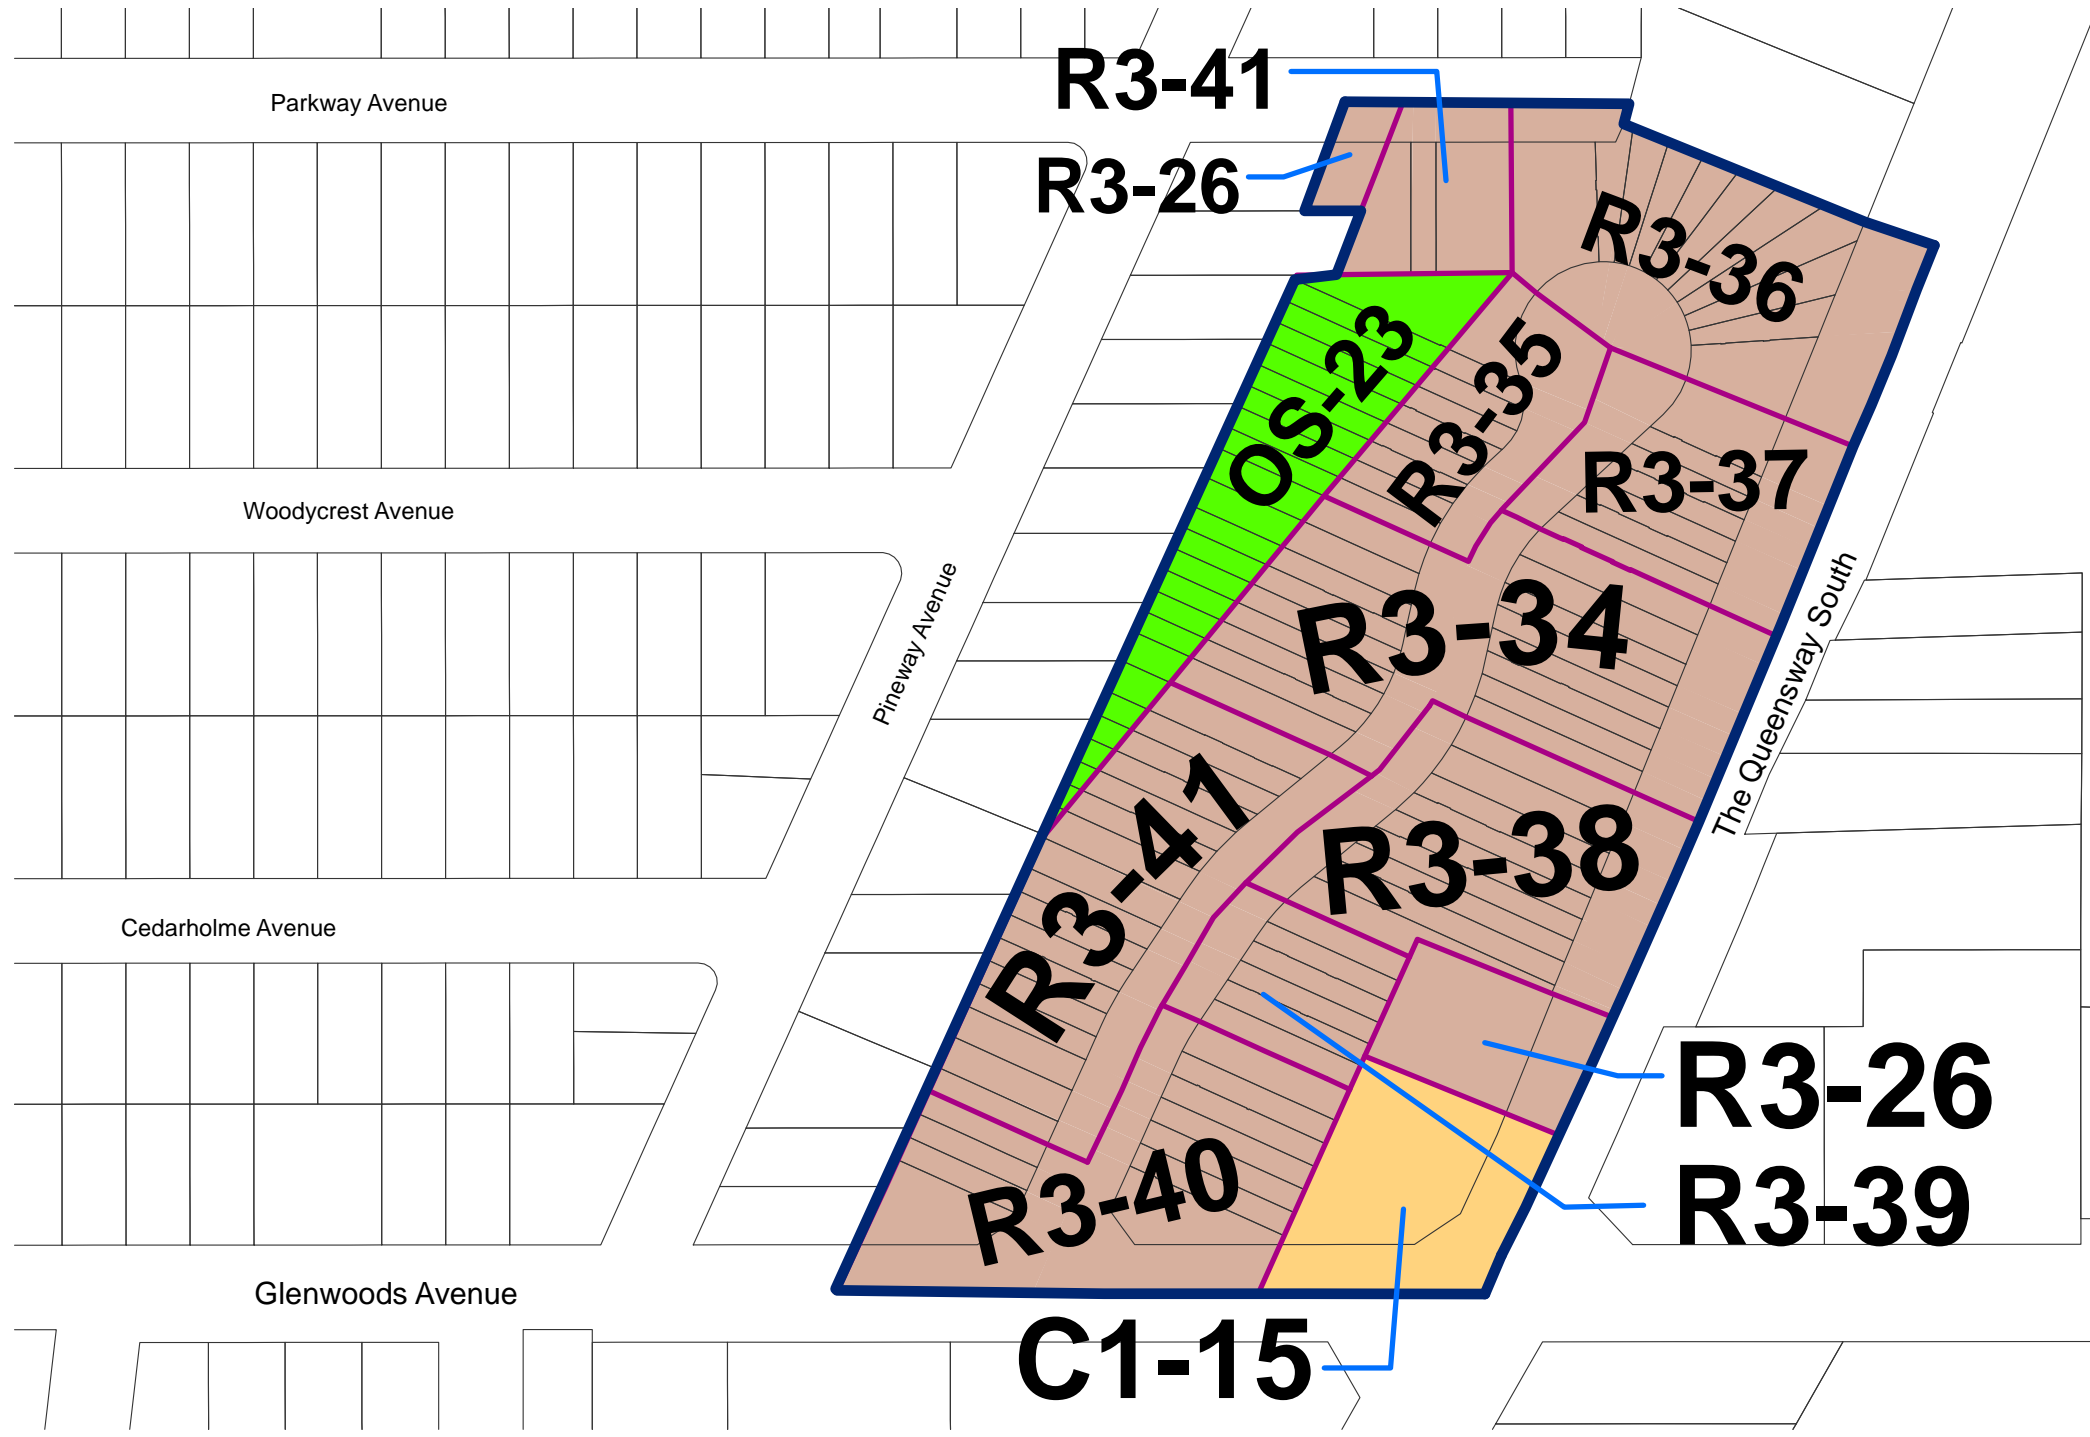 R3-41
Parkway Avenue
R3-26
R3-36
OS-23
R3-35
R3-37
Woodycrest Avenue
R3-34
Pineway Avenue
The Queensway South
R3-41
R3-38
Cedarholme Avenue
R3-26
R3-39
R3-40
Glenwoods Avenue
C1-15